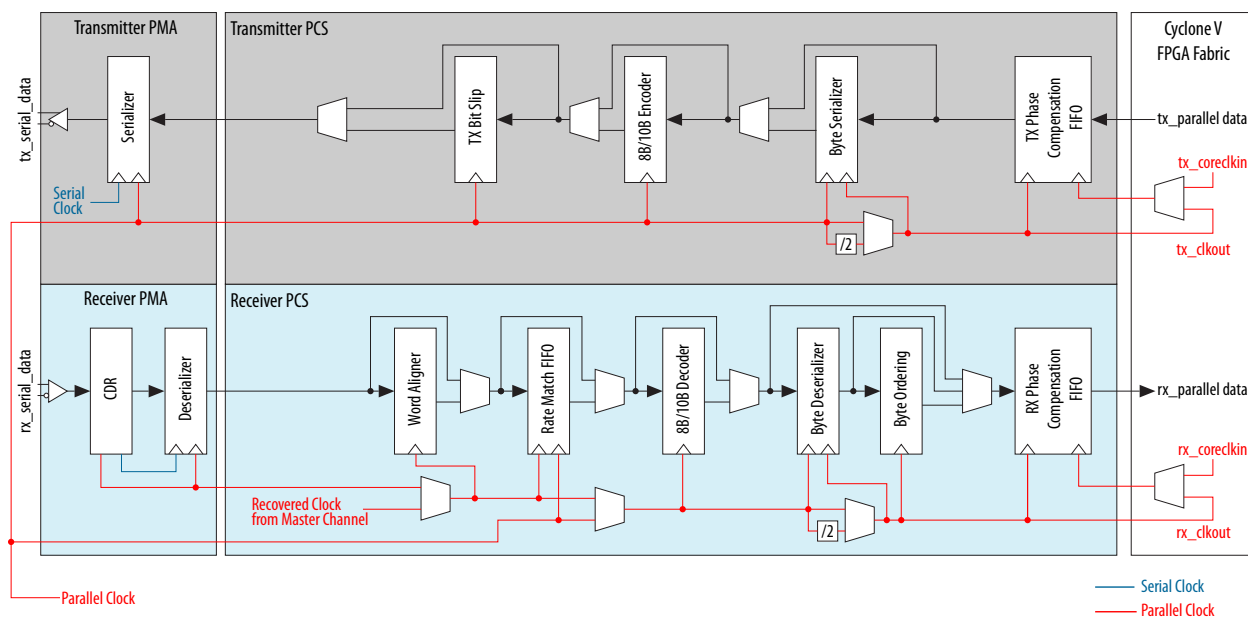 Transmitter PMA
Transmitter PCS
Cyclone V
FPGA Fabric
tx_serial_data
Serializer
TX Bit Slip
8B/10B Encoder
Byte Serializer
TX Phase
Compensation
FIFO
tx_parallel data
tx_coreclkin
Serial
Clock
/2
tx_clkout
Receiver PMA
Receiver PCS
rx_serial_data
CDR
Deserializer
Word Aligner
Rate Match FIFO
8B/10B Decoder
Byte Deserializer
Byte Ordering
RX Phase
Compensation
FIFO
rx_parallel data
rx_coreclkin
Recovered Clock
from Master Channel
/2
rx_clkout
Parallel Clock
Serial Clock
Parallel Clock